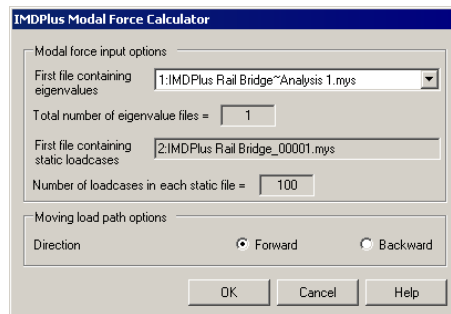 IMDPlus Modal Force Calculator
Modal force input options
First file containing
eigenvalues
1:IMDPlus Rail Bridge~Analysis 1.mys
Total number of eigenvalue files = 1
First file containing
static loadcases
2:IMDPlus Rail Bridge_00001.mys
Number of loadcases in each static file = 100
Moving load path options
Direction Forward Backward
OK Cancel Help